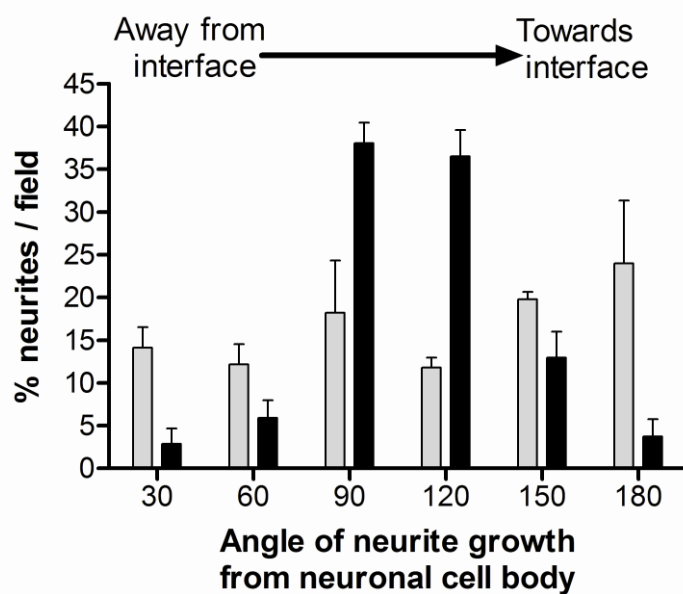 Away from
interface
Towards
interface
45
40
35
30
25
20
15
10
5
0
% neurites / field
30 60 90 120 150 180
Angle of neurite growth
from neuronal cell body